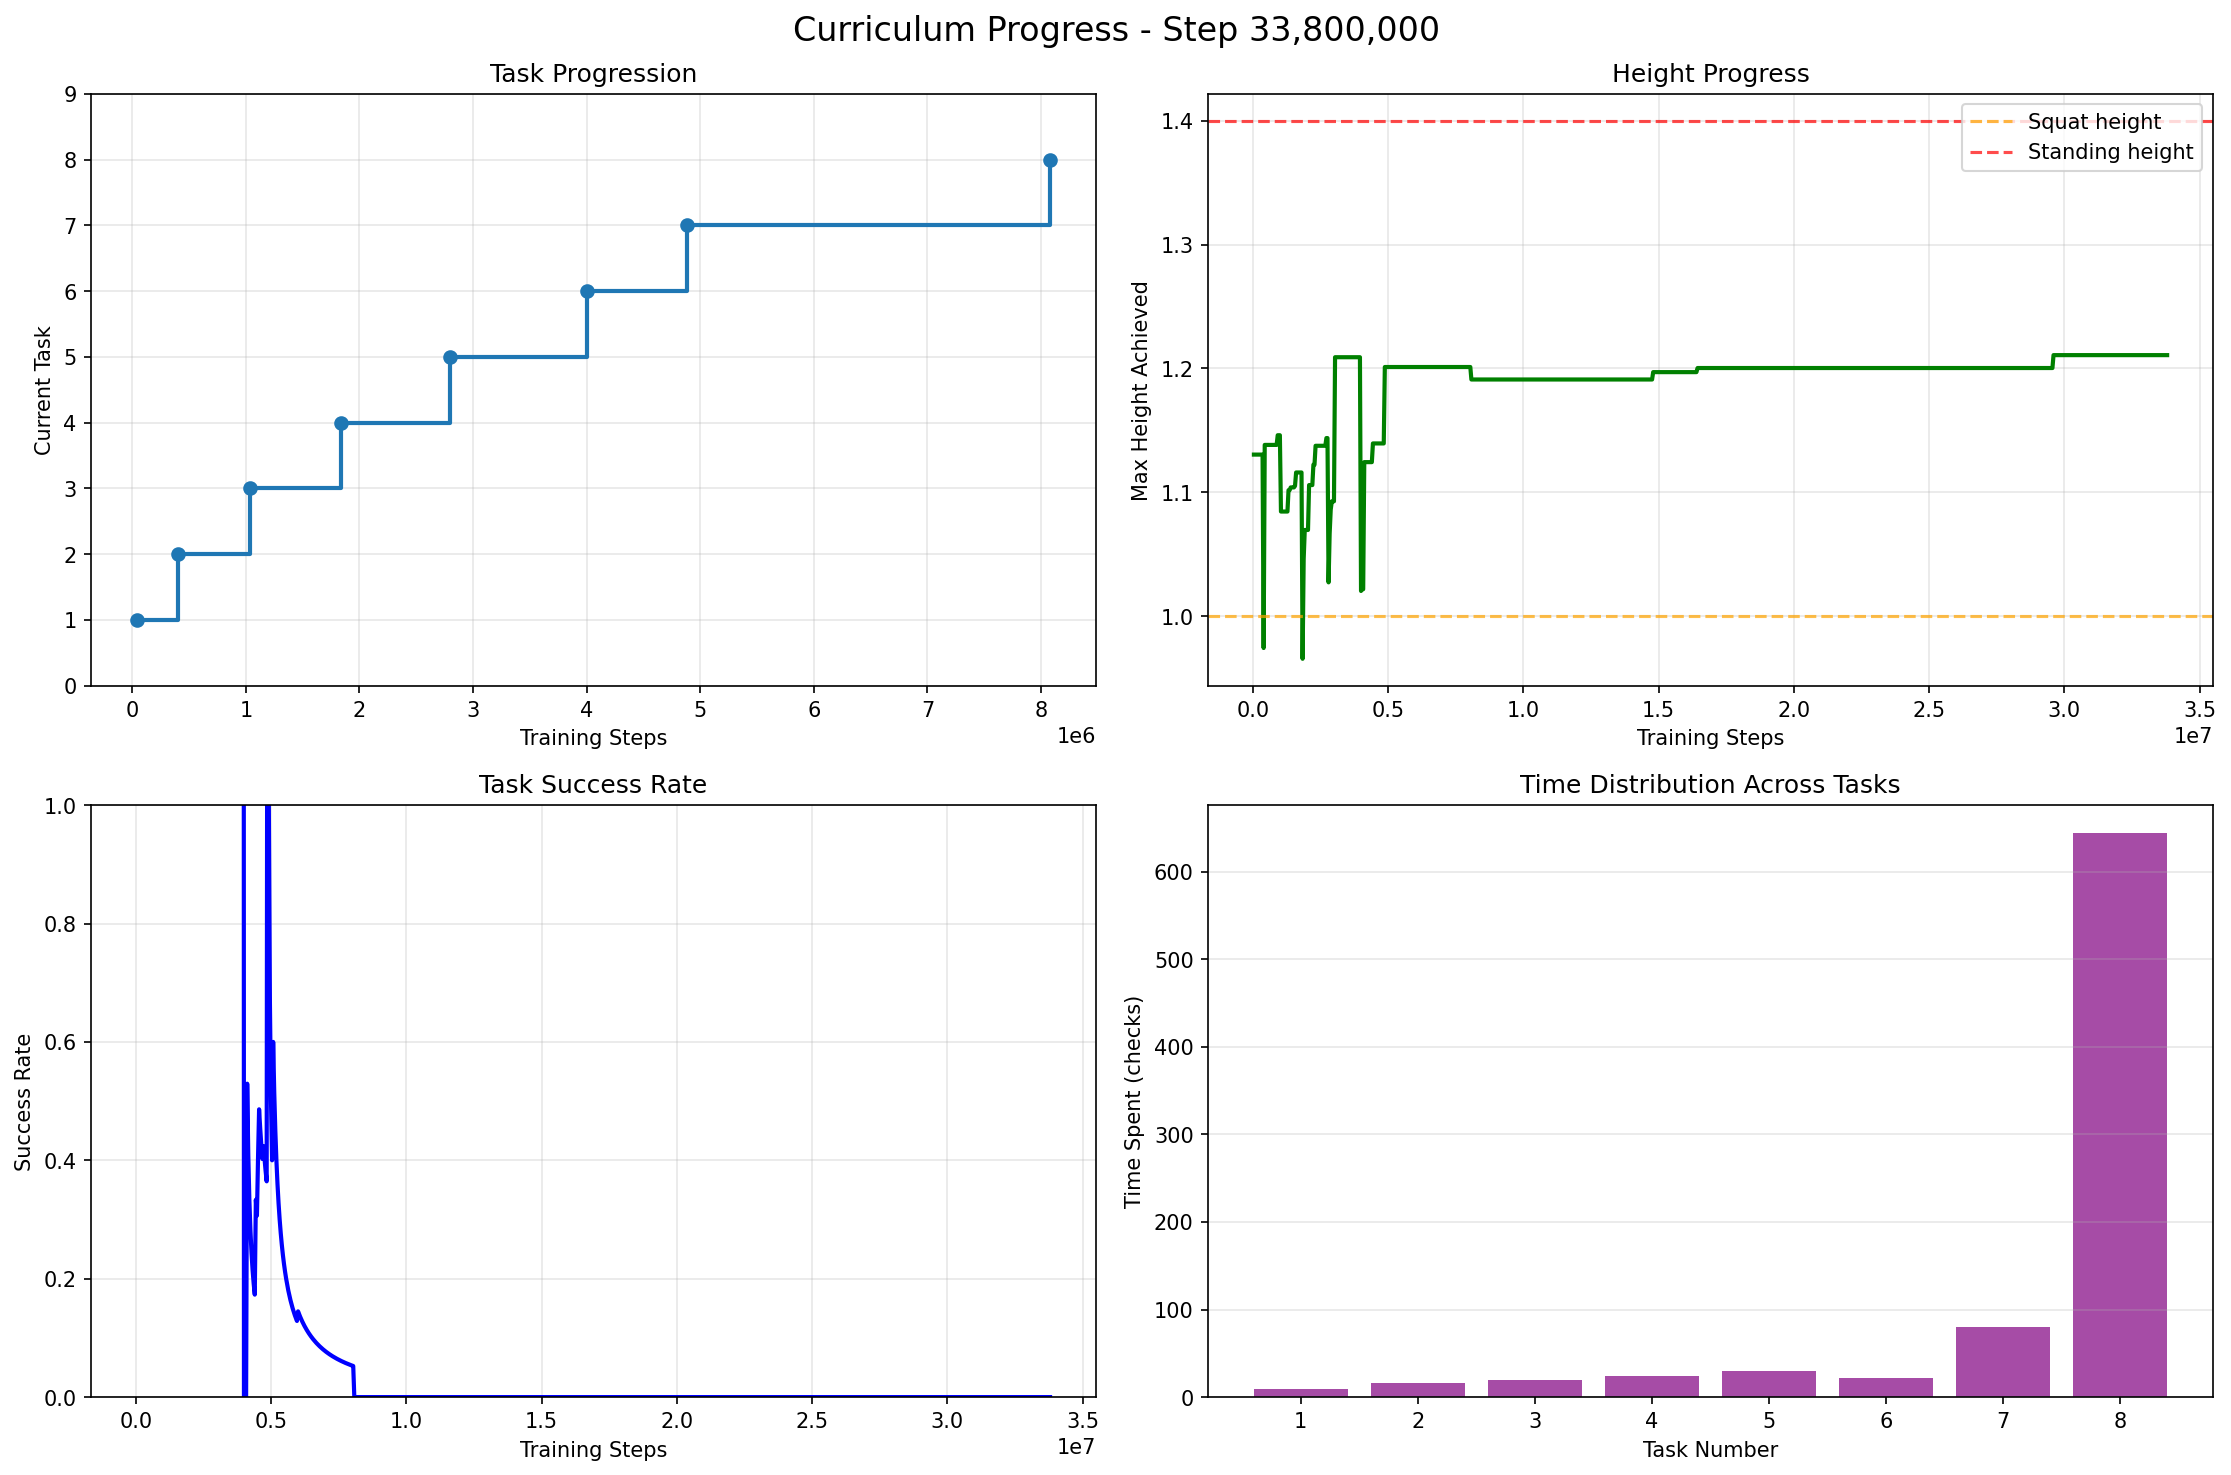 Curriculum Progress - Step 33,800,000
Task Progression
9
8
7
6
5
4
3
2
1
0
Current Task
0 1 2 3 4 5 6 7 8
1e6
Training Steps
Height Progress
1.4
1.3
1.2
1.1
1.0
Max Height Achieved
Squat height
Standing height
0.0 0.5 1.0 1.5 2.0 2.5 3.0 3.5
1e7
Training Steps
Task Success Rate
1.0
0.8
0.6
0.4
0.2
0.0
Success Rate
0.0 0.5 1.0 1.5 2.0 2.5 3.0 3.5
1e7
Training Steps
Time Distribution Across Tasks
600
500
400
300
200
100
0
Time Spent (checks)
1 2 3 4 5 6 7 8
Task Number